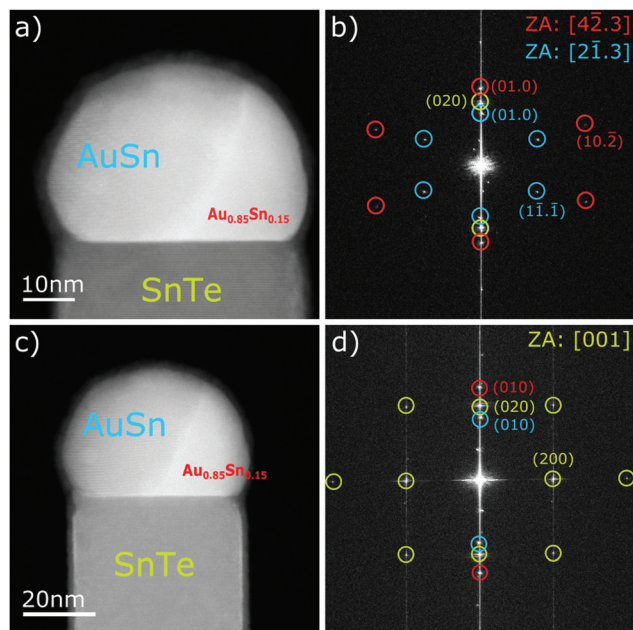 a)
AuSn
Au0.85Sn0.15
SnTe
10nm
b)
ZA: [42̅.3]
ZA: [21̅.3]
(01.0)
(020)
(01.0)
(10.2̅)
(11̅.1̅)
c)
AuSn
Au0.85Sn0.15
SnTe
20nm
d)
ZA: [001]
(010)
(020)
(010)
(200)